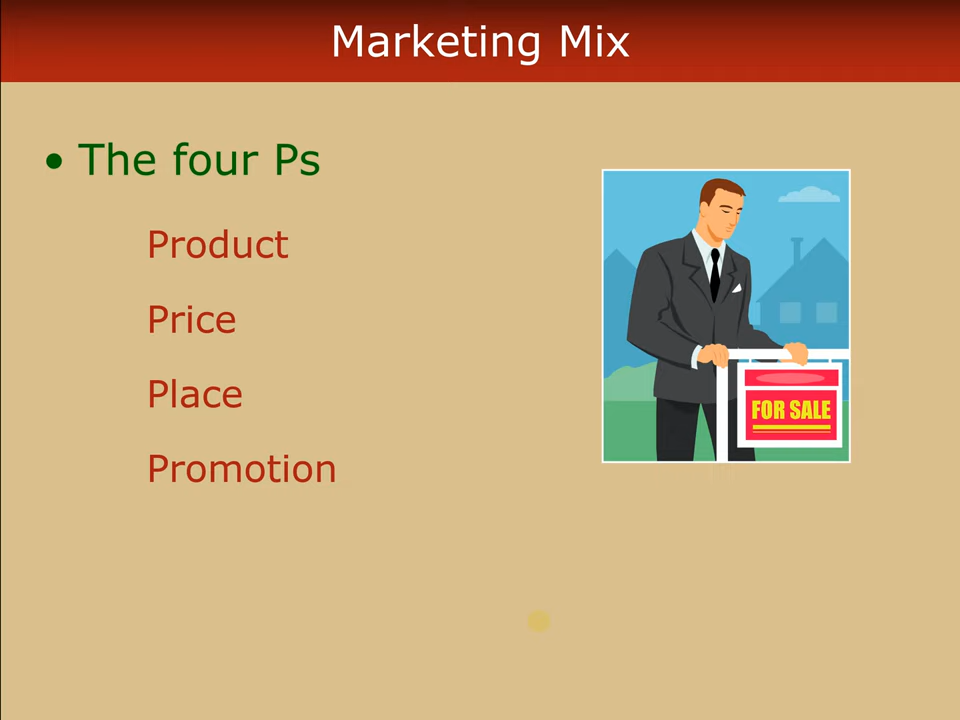 Marketing Mix
• The four Ps
Product
Price
Place
Promotion
FOR SALE